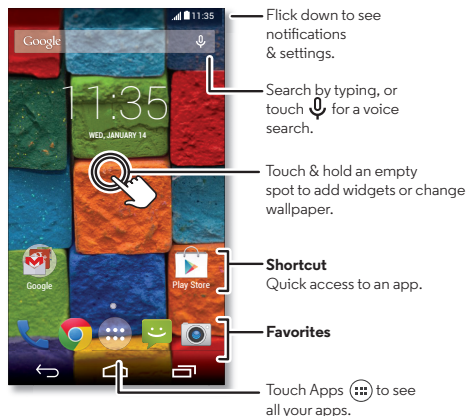 11:35
Flick down to see
notifications
& settings.
Google
Search by typing, or
touch for a voice
search.
11:35
WED, JANUARY 14
Touch & hold an empty
spot to add widgets or change
wallpaper.
Google
Play Store
Shortcut
Quick access to an app.
Favorites
Touch Apps to see
all your apps.